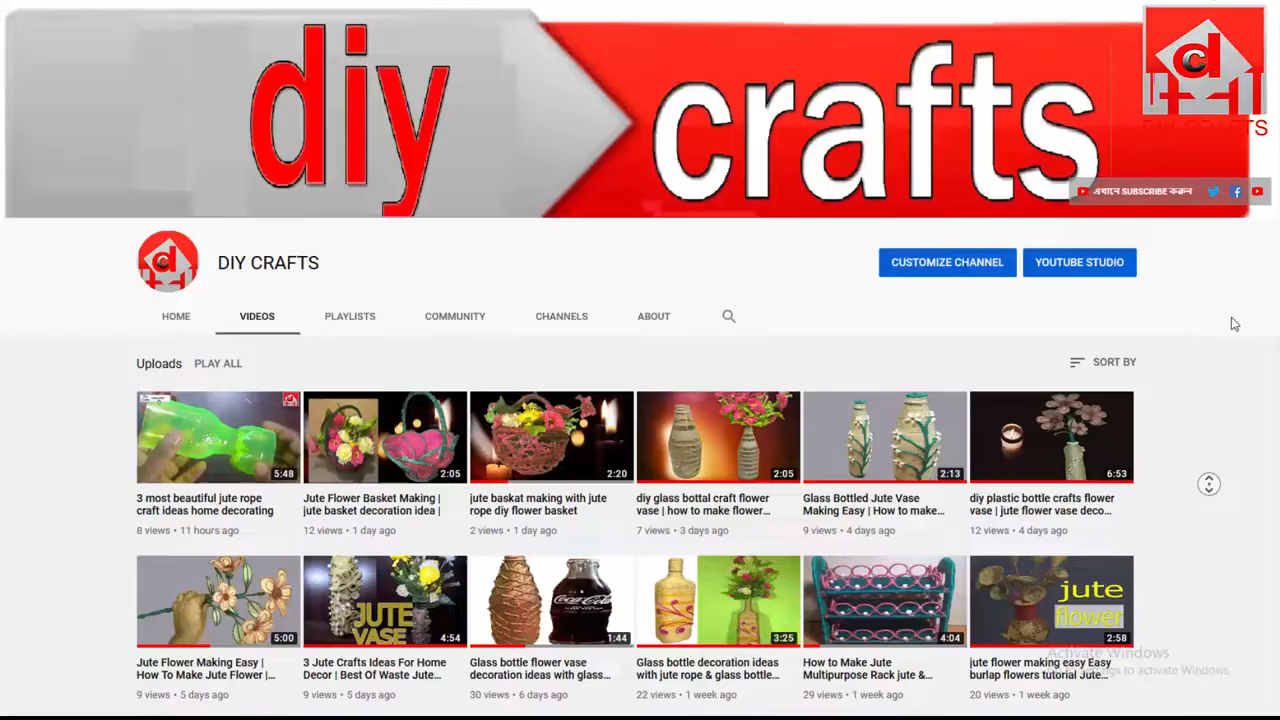 diy crafts
DIY CRAFTS
এখানে SUBSCRIBE করুন
DIY CRAFTS
CUSTOMIZE CHANNEL
YOUTUBE STUDIO
HOME
VIDEOS
PLAYLISTS
COMMUNITY
CHANNELS
ABOUT
Uploads
PLAY ALL
SORT BY
5:48
2:05
2:20
2:05
2:13
6:53
3 most beautiful jute rope
craft ideas home decorating
8 views • 11 hours ago
Jute Flower Basket Making |
jute basket decoration idea |
12 views • 1 day ago
jute baskat making with jute
rope diy flower basket
2 views • 1 day ago
diy glass bottal craft flower
vase | how to make flower...
7 views • 3 days ago
Glass Bottled Jute Vase
Making Easy | How to make...
9 views • 4 days ago
diy plastic bottle crafts flower
vase | jute flower vase deco...
12 views • 4 days ago
5:00
JUTE
VASE
4:54
Coca-Cola
1:44
3:25
4:04
jute
flower
2:58
Jute Flower Making Easy |
How To Make Jute Flower |...
9 views • 5 days ago
3 Jute Crafts Ideas For Home
Decor | Best Of Waste Jute...
9 views • 5 days ago
Glass bottle flower vase
decoration ideas with glass...
30 views • 6 days ago
Glass bottle decoration ideas
with jute rope & glass bottle...
22 views • 1 week ago
How to Make Jute
Multipurpose Rack jute &...
29 views • 1 week ago
jute flower making easy Easy
burlap flowers tutorial Jute...
20 views • 1 week ago
Activate Windows
settings to activate Windows.